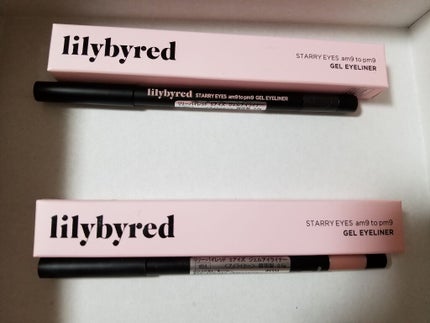 lilybyred
STARRY EYES am9 to pm9
GEL EYELINER
lilybyred STARRY EYES am9 to pm9 GEL EYELINER
lilybyred
STARRY EYES am9 to pm9
GEL EYELINER